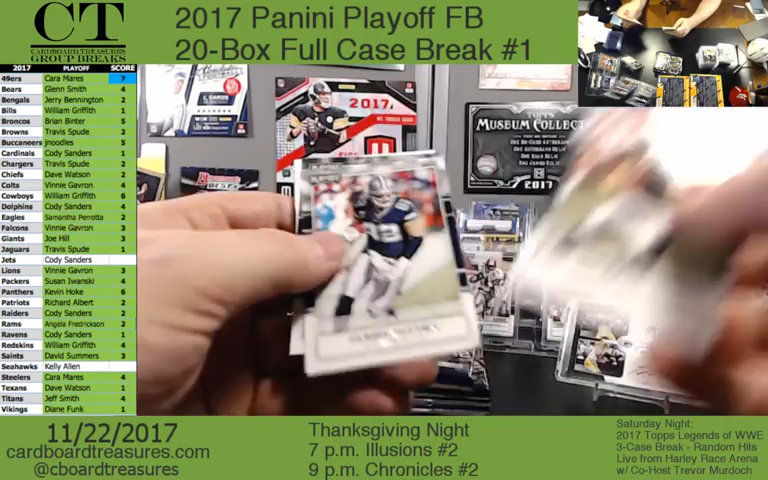 CT
CARDBOARD TREASURES
GROUP BREAKS
2017 Panini Playoff FB
20-Box Full Case Break #1
2017 PLAYOFF SCORE
49ers Cara Mares 7
Bears Glenn Smith 4
Bengals Jerry Bennington 2
Bills William Griffith 1
Broncos Brian Binter 5
Browns Travis Spude 2
Buccaneers Jnoodles 5
Cardinals Cody Sanders 1
Chargers Travis Spude 2
Chiefs Dave Watson 2
Colts Vinnie Gavron 4
Cowboys William Griffith 6
Dolphins Cody Sanders 4
Eagles Samantha Perrotta 2
Falcons Vinnie Gavron 3
Giants Joe Hill 3
Jaguars Travis Spude 1
Jets Cody Sanders
Lions Vinnie Gavron 3
Packers Susan Iwanski 4
Panthers Kevin Hoke 6
Patriots Richard Albert 2
Raiders Cody Sanders 2
Rams Angela Fredrickson 2
Ravens Cody Sanders 1
Redskins William Griffith 4
Saints David Summers 3
Seahawks Kelly Allen
Steelers Cara Mares 4
Texans Dave Watson 1
Titans Jeff Smith 4
Vikings Diane Funk 1
2017
TOPPS
MUSEUM COLLECT
2017
Bowman's
BEST
11/22/2017
cardboardtreasures.com
@cboardtreasures
Thanksgiving Night
7 p.m. Illusions #2
9 p.m. Chronicles #2
Saturday Night:
2017 Topps Legends of WWE
3-Case Break - Random Hits
Live from Harley Race Arena
w/ Co-Host Trevor Murdoch